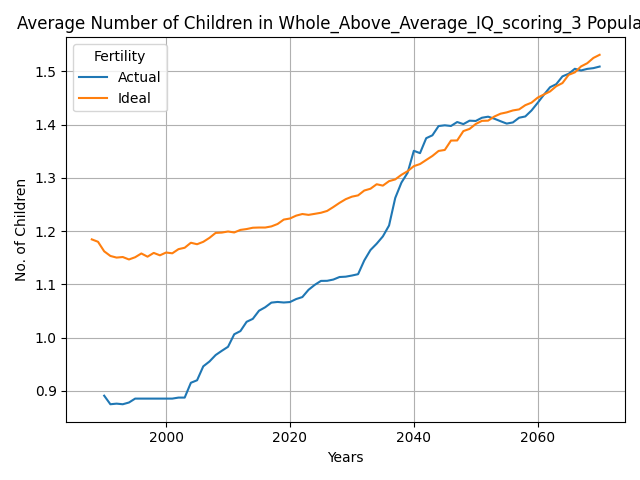 Average Number of Children in Whole_Above_Average_IQ_scoring_3 Popula
Fertility
Actual
Ideal
1.5
1.4
1.3
1.2
1.1
1.0
0.9
No. of Children
2000 2020 2040 2060
Years